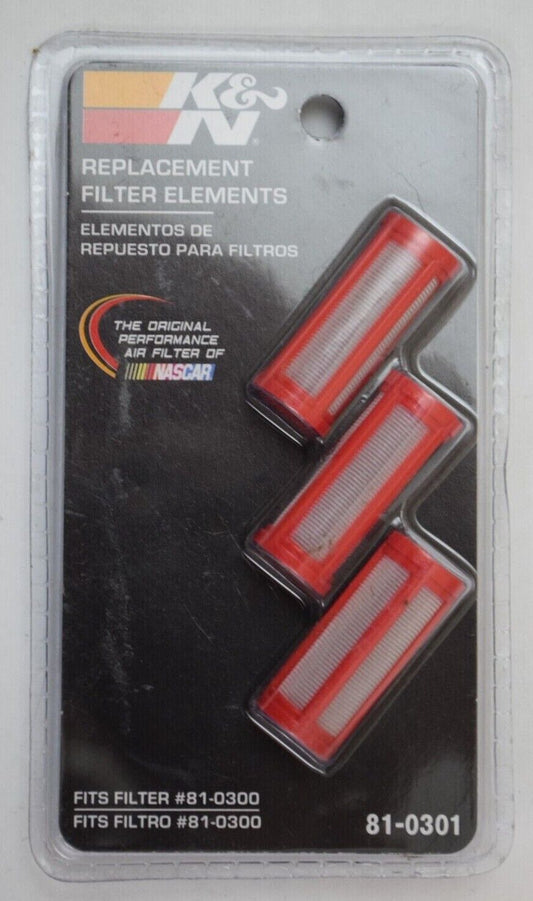 K&N®
REPLACEMENT
FILTER ELEMENTS
ELEMENTOS DE
REPUESTO PARA FILTROS
THE ORIGINAL
PERFORMANCE
AIR FILTER OF
NASCAR
FITS FILTER #81-0300
FITS FILTRO #81-0300
81-0301